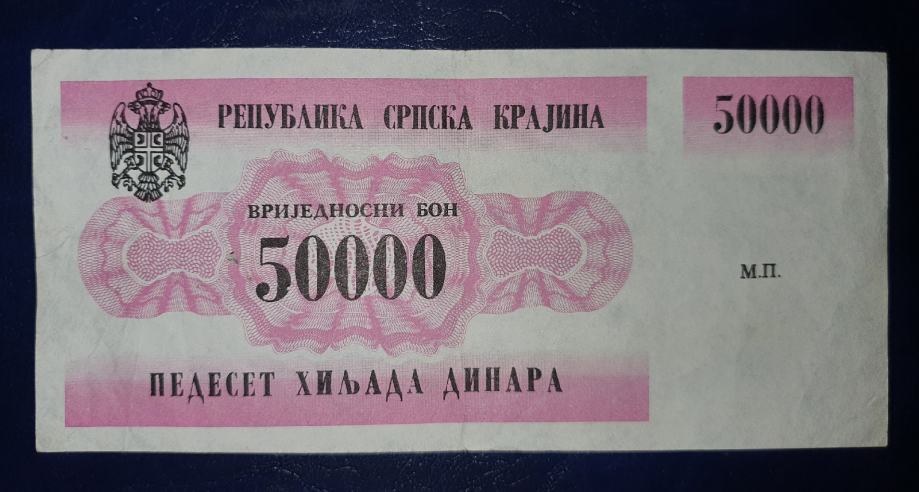 РЕПУБЛИКА СРПСКА КРАЈИНА
50000
ВРИЈЕДНОСНИ БОН
50000
М.П.
ПЕДЕСЕТ ХИЉАДА ДИНАРА